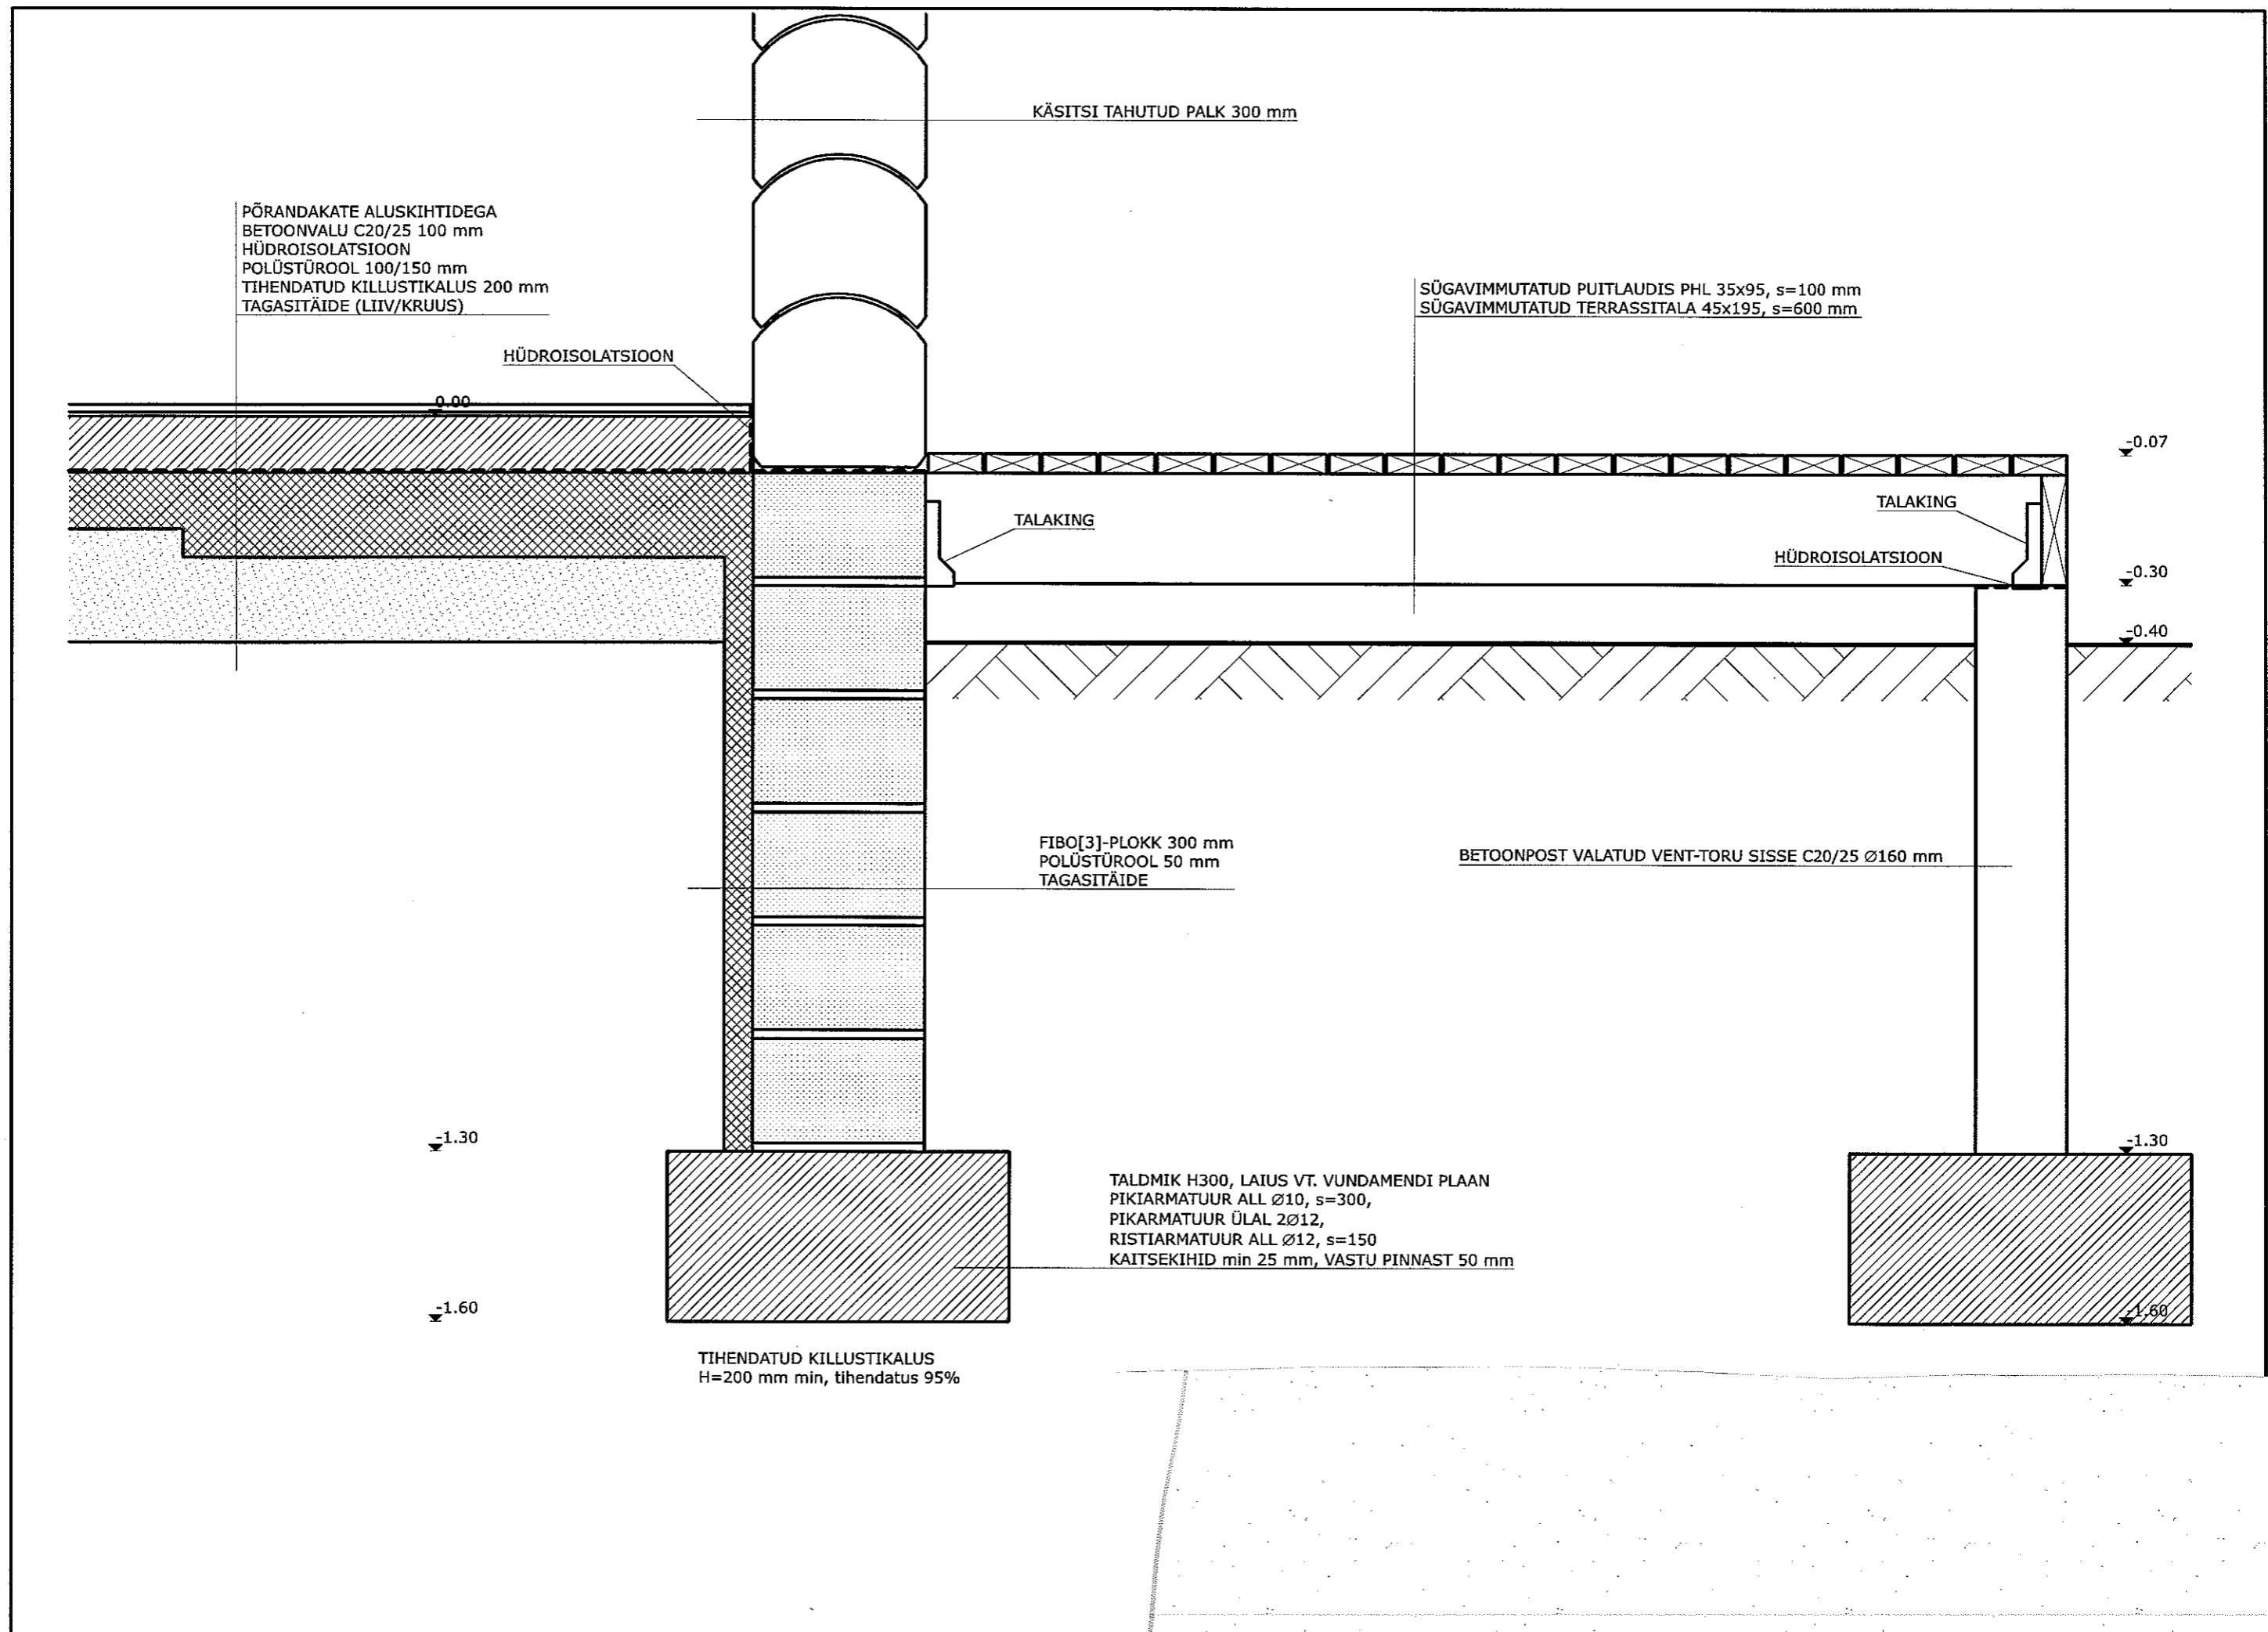 KÄSITSI TAHUTUD PALK 300 mm
PÕRANDAKATE ALUSKIHTIDEGA
BETOONVALU C20/25 100 mm
HÜDROISOLATSIOON
POLÜSTÜROOL 100/150 mm
TIHENDATUD KILLUSTIKALUS 200 mm
TAGASITÄIDE (LIIV/KRUUS)
SÜGAVIMMUTATUD PUITLAUDIS PHL 35x95, s=100 mm
SÜGAVIMMUTATUD TERRASSITALA 45x195, s=600 mm
HÜDROISOLATSIOON
0.00
-0.07
TALAKING
TALAKING
HÜDROISOLATSIOON
-0.30
-0.40
FIBO[3]-PLOKK 300 mm
POLÜSTÜROOL 50 mm
TAGASITÄIDE
BETOONPOST VALATUD VENT-TORU SISSE C20/25 Ø160 mm
-1.30
-1.30
TALDMIK H300, LAIUS VT. VUNDAMENDI PLAAN
PIKIARMATUUR ALL Ø10, s=300,
PIKARMATUUR ÜLAL 2Ø12,
RISTIARMATUUR ALL Ø12, s=150
KAITSEKIHID min 25 mm, VASTU PINNAST 50 mm
-1.60
-1.60
TIHENDATUD KILLUSTIKALUS
H=200 mm min, tihendatus 95%